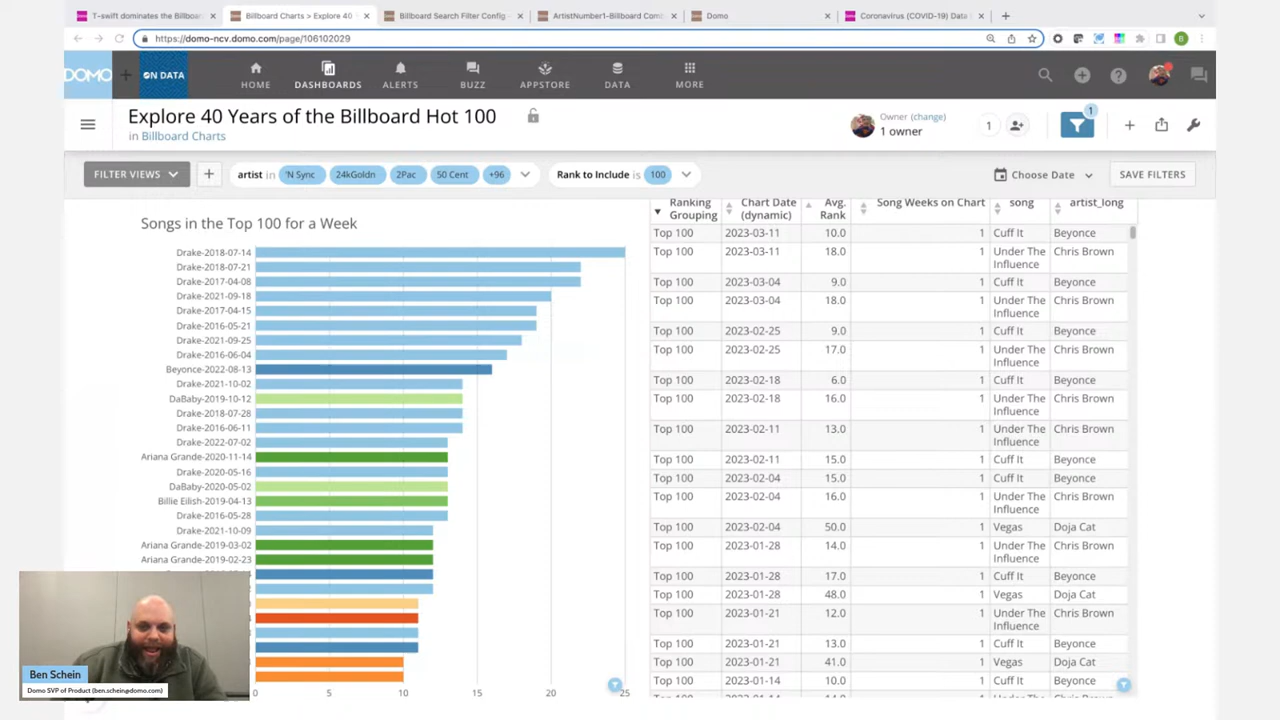 T-swift dominates the Billboar
Billboard Charts > Explore 40
Billboard Search Filter Config -
ArtistNumber1-Billboard Comb
Domo
Coronavirus (COVID-19) Data
https://domo-ncv.domo.com/page/106102029
B
DOMO
ON DATA
HOME
DASHBOARDS
ALERTS
BUZZ
APPSTORE
DATA
MORE
Explore 40 Years of the Billboard Hot 100
in Billboard Charts
Owner (change)
1 owner
1
1
FILTER VIEWS
artist in 'N Sync 24kGoldn 2Pac 50 Cent +96
Rank to Include is 100
Choose Date
SAVE FILTERS
Songs in the Top 100 for a Week
Drake-2018-07-14
Drake-2018-07-21
Drake-2017-04-08
Drake-2021-09-18
Drake-2017-04-15
Drake-2016-05-21
Drake-2021-09-25
Drake-2016-06-04
Beyonce-2022-08-13
Drake-2021-10-02
DaBaby-2019-10-12
Drake-2018-07-28
Drake-2016-06-11
Drake-2022-07-02
Ariana Grande-2020-11-14
Drake-2020-05-16
DaBaby-2020-05-02
Billie Eilish-2019-04-13
Drake-2016-05-28
Drake-2021-10-09
Ariana Grande-2019-03-02
Ariana Grande-2019-02-23
0 5 10 15 20 25
Ranking Grouping Chart Date (dynamic) Avg. Rank Song Weeks on Chart song artist_long
Top 100 2023-03-11 10.0 1 Cuff It Beyonce
Top 100 2023-03-11 18.0 1 Under The Influence Chris Brown
Top 100 2023-03-04 9.0 1 Cuff It Beyonce
Top 100 2023-03-04 18.0 1 Under The Influence Chris Brown
Top 100 2023-02-25 9.0 1 Cuff It Beyonce
Top 100 2023-02-25 17.0 1 Under The Influence Chris Brown
Top 100 2023-02-18 6.0 1 Cuff It Beyonce
Top 100 2023-02-18 16.0 1 Under The Influence Chris Brown
Top 100 2023-02-11 13.0 1 Under The Influence Chris Brown
Top 100 2023-02-11 15.0 1 Cuff It Beyonce
Top 100 2023-02-04 15.0 1 Cuff It Beyonce
Top 100 2023-02-04 16.0 1 Under The Influence Chris Brown
Top 100 2023-02-04 50.0 1 Vegas Doja Cat
Top 100 2023-01-28 14.0 1 Under The Influence Chris Brown
Top 100 2023-01-28 17.0 1 Cuff It Beyonce
Top 100 2023-01-28 48.0 1 Vegas Doja Cat
Top 100 2023-01-21 12.0 1 Under The Influence Chris Brown
Top 100 2023-01-21 13.0 1 Cuff It Beyonce
Top 100 2023-01-21 41.0 1 Vegas Doja Cat
Top 100 2023-01-14 10.0 1 Cuff It Beyonce
Ben Schein
Domo SVP of Product (ben.schein@domo.com)